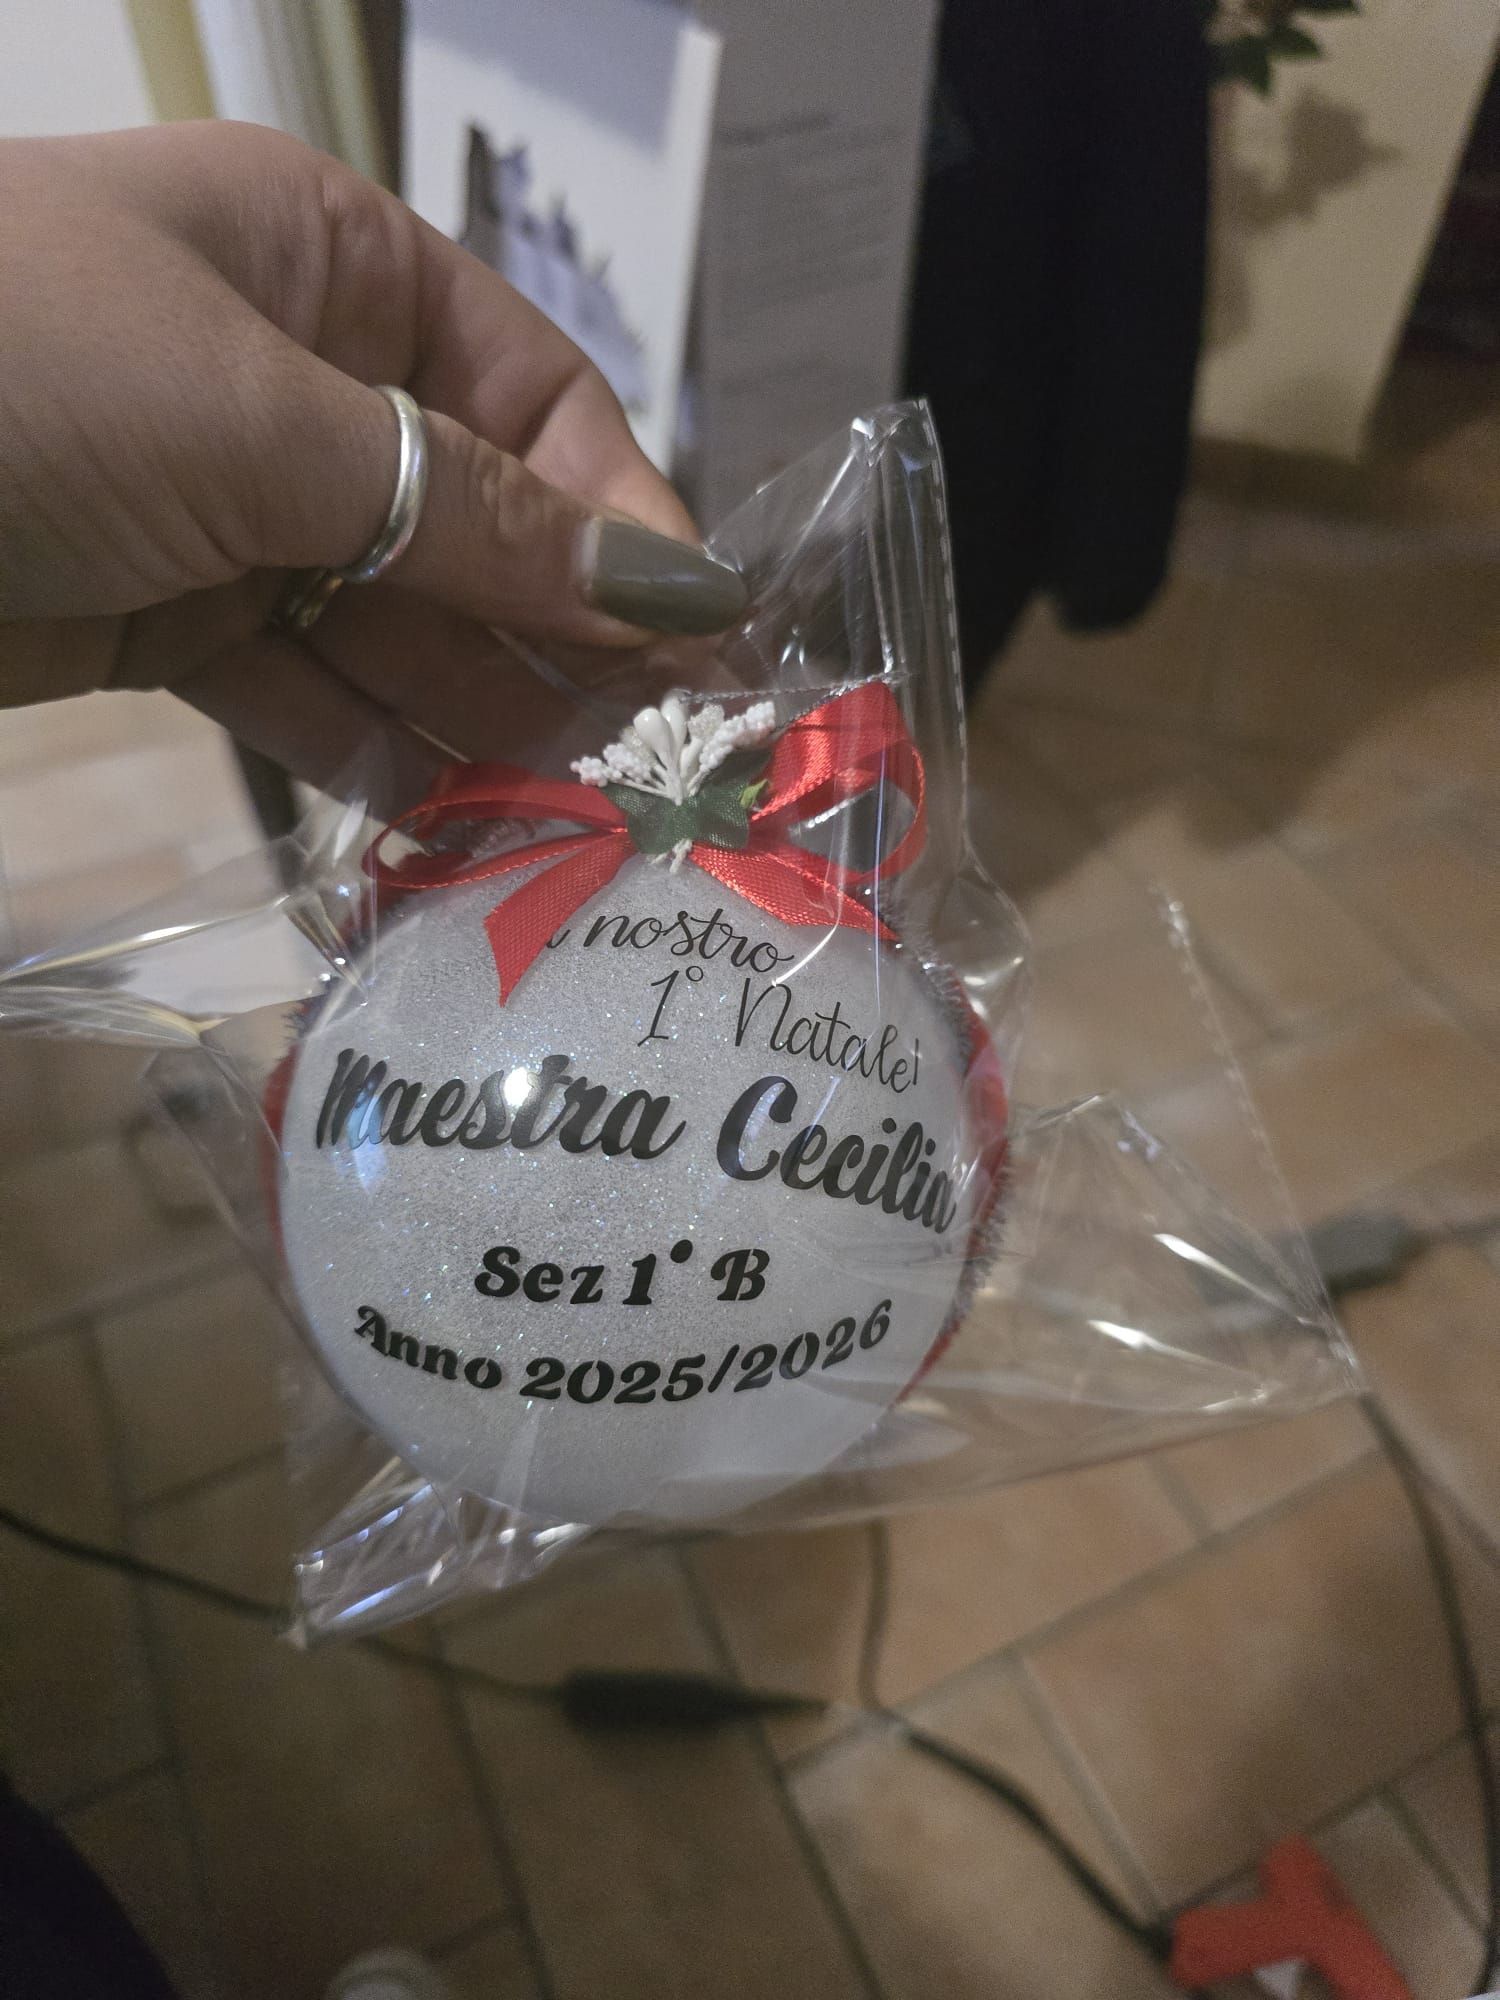 nostro
1° Natale!
Maestra Cecilia
Sez 1° B
Anno 2025/2026